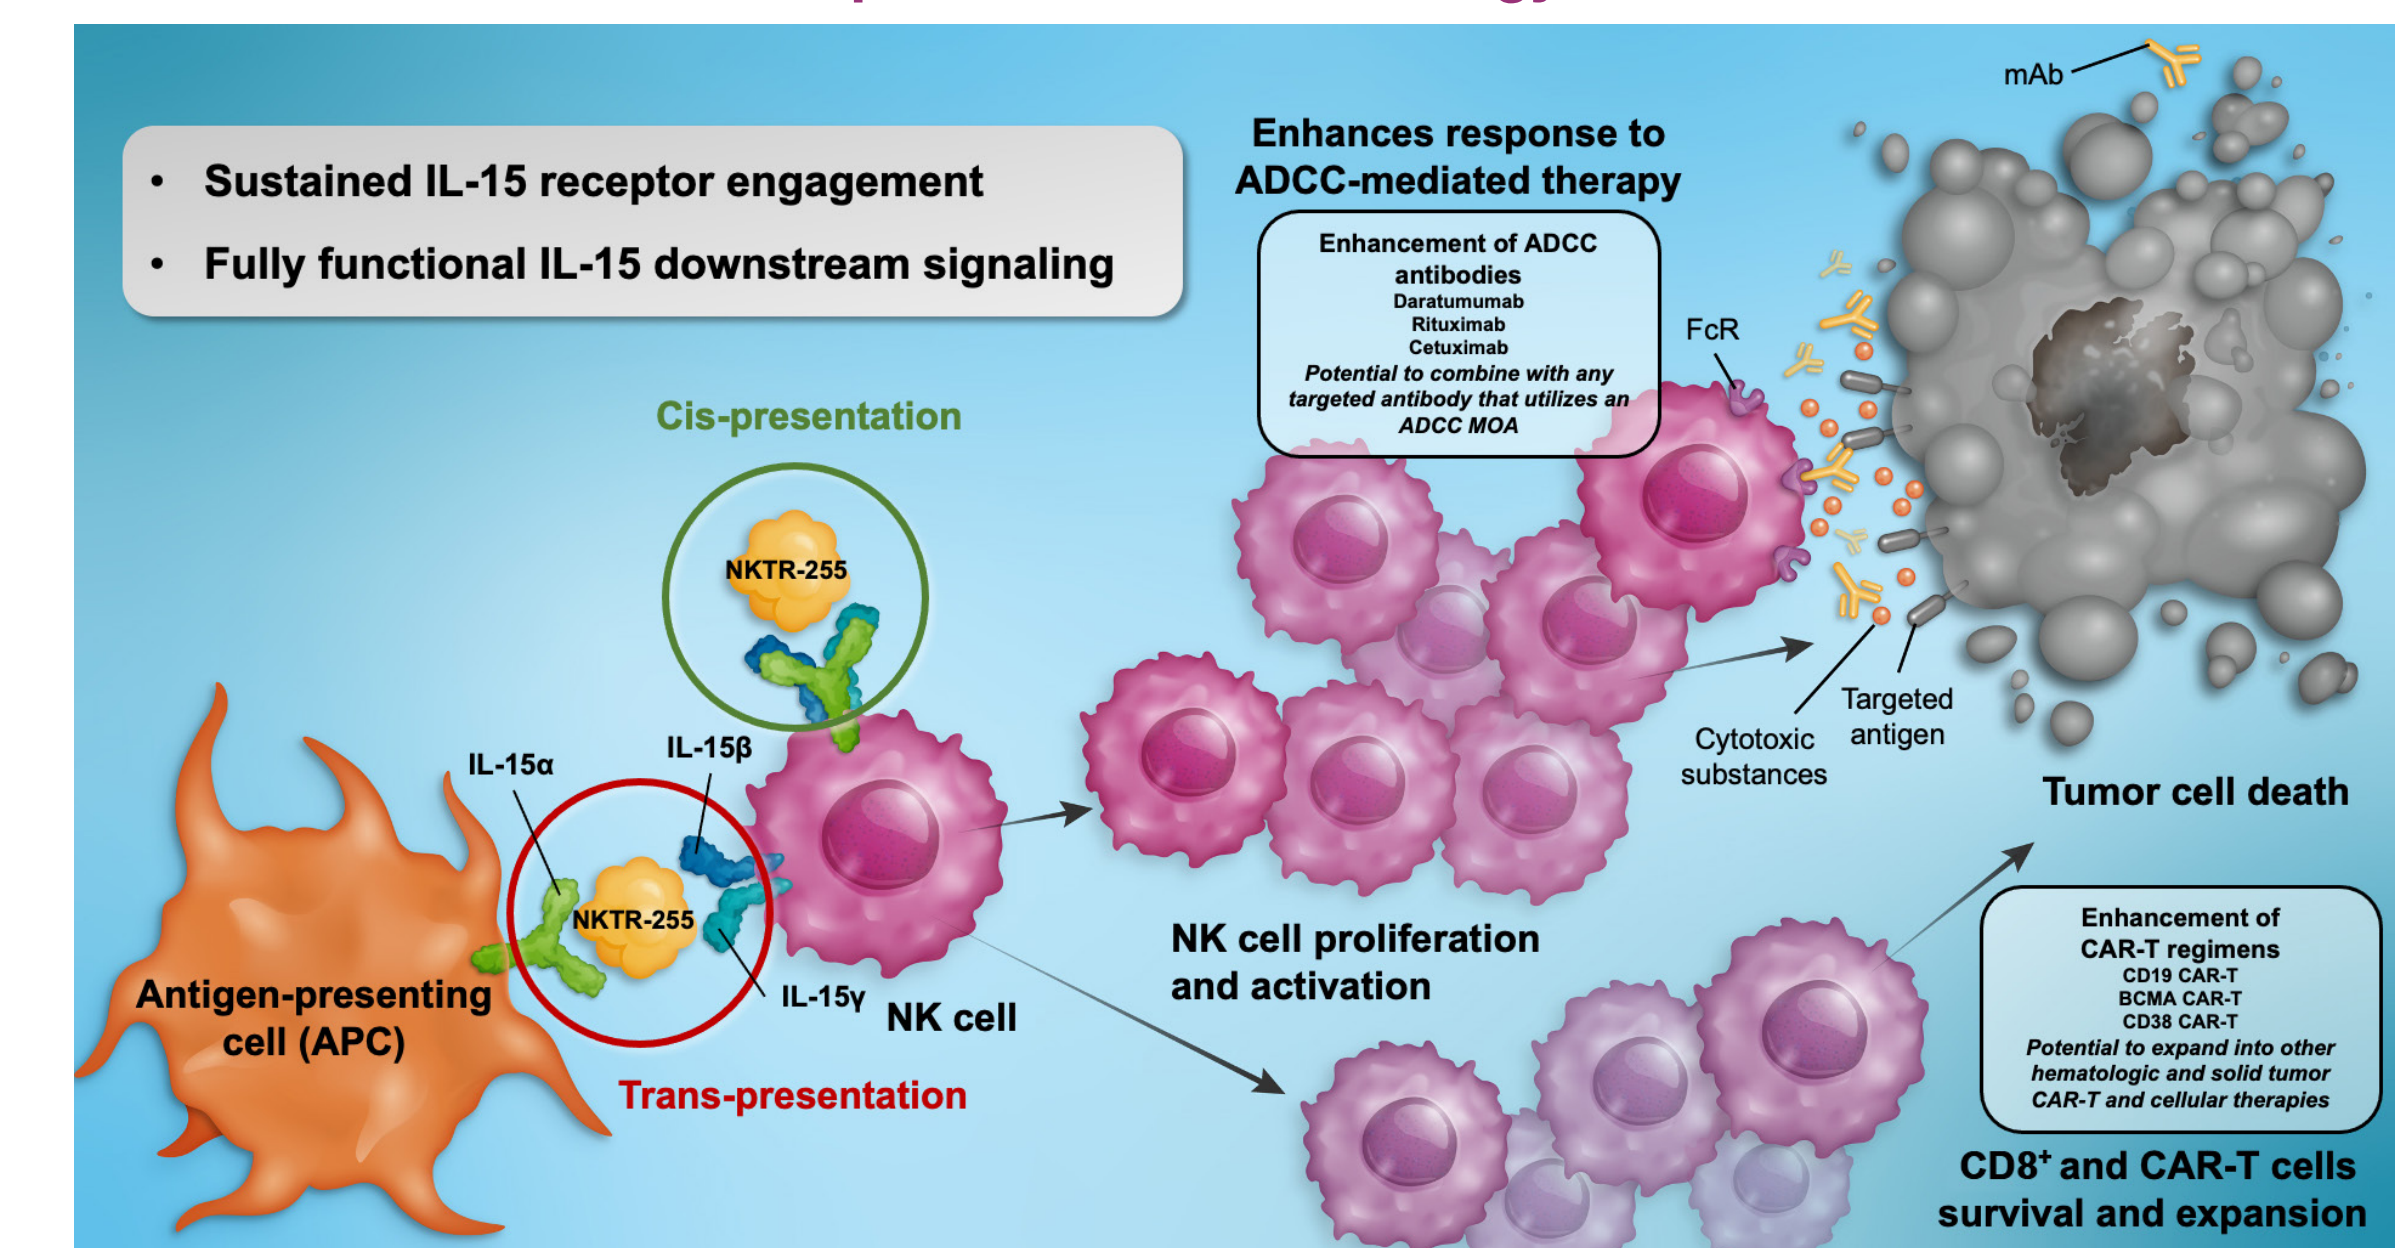 • Sustained IL-15 receptor engagement
• Fully functional IL-15 downstream signaling
Cis-presentation
NKTR-255
IL-15α
IL-15β
NKTR-255
IL-15γ
Antigen-presenting
cell (APC)
Trans-presentation
NK cell
Enhances response to
ADCC-mediated therapy
Enhancement of ADCC
antibodies
Daratumumab
Rituximab
Cetuximab
Potential to combine with any
targeted antibody that utilizes an
ADCC MOA
FcR
mAb
Cytotoxic
substances
Targeted
antigen
Tumor cell death
NK cell proliferation
and activation
Enhancement of
CAR-T regimens
CD19 CAR-T
BCMA CAR-T
CD38 CAR-T
Potential to expand into other
hematologic and solid tumor
CAR-T and cellular therapies
CD8⁺ and CAR-T cells
survival and expansion